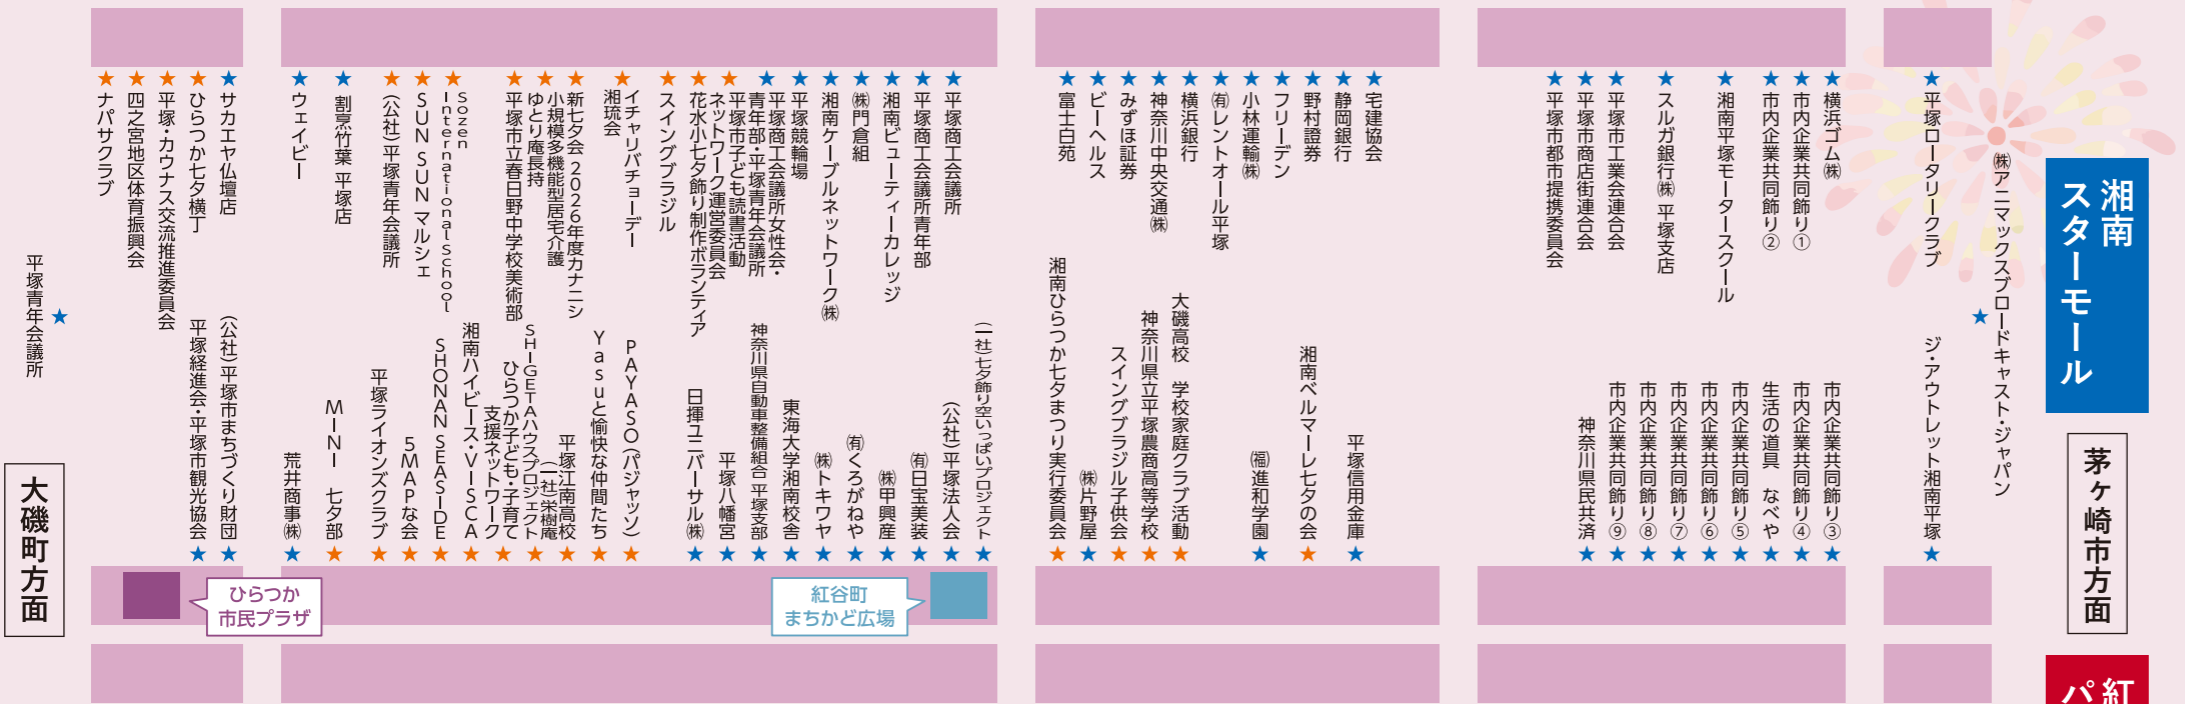 湘南
スターモール
茅ヶ崎市方面
紅
パ
㈱アニマックスブロードキャスト・ジャパン
平塚ロータリークラブ
横浜ゴム㈱
市内企業共同飾り①
市内企業共同飾り②
湘南平塚モータースクール
スルガ銀行㈱ 平塚支店
平塚市工業会連合会
平塚市商店街連合会
平塚市都市提携委員会
宅建協会
静岡銀行
野村證券
フリーデン
小林運輸㈱
㈲レントオール平塚
横浜銀行
神奈川中央交通㈱
みずほ証券
ビーヘルス
富士白苑
平塚商工会議所
平塚商工会議所青年部
湘南ビューティーカレッジ
㈱門倉組
湘南ケーブルネットワーク㈱
平塚競輪場
平塚商工会議所女性会・
青年部・平塚青年会議所
平塚市子ども読書活動
ネットワーク運営委員会
花水小七夕飾り制作ボランティア
スイングブラジル
イチャリバチョーデー
湘琉会
新七夕会 2026年度カナニシ
小規模多機能型居宅介護
ゆとり庵長持
平塚市立春日野中学校美術部
Sozen
International School
SUN SUN マルシェ
(公社)平塚青年会議所
割烹竹葉 平塚店
ウェイビー
サカエヤ仏壇店
ひらつか七夕横丁
平塚・カウナス交流推進委員会
四之宮地区体育振興会
ナパサクラブ
ジ・アウトレット湘南平塚
市内企業共同飾り③
市内企業共同飾り④
生活の道具 なべや
市内企業共同飾り⑤
市内企業共同飾り⑥
市内企業共同飾り⑦
市内企業共同飾り⑧
市内企業共同飾り⑨
神奈川県民共済
平塚信用金庫
湘南ベルマーレ七夕の会
㊓進和学園
大磯高校 学校家庭クラブ活動
神奈川県立平塚農商高等学校
スイングブラジル子供会
㈱片野屋
湘南ひらつか七夕まつり実行委員会
(一社)七夕飾り空いっぱいプロジェクト
(公社)平塚法人会
㈲日宝美装
㈱甲興産
㈲くろがねや
㈱トキワヤ
東海大学湘南校舎
神奈川県自動車整備組合 平塚支部
平塚八幡宮
日揮ユニバーサル㈱
PAYASO(パジャッソ)
Yasuと愉快な仲間たち
平塚江南高校
(一社)栄樹庵
SHIGETAハウスプロジェクト
ひらつか子ども・子育て
支援ネットワーク
湘南ハイビース・VISCA
SHONAN SEASIDE
5MAPな会
平塚ライオンズクラブ
MINI 七夕部
荒井商事㈱
(公社)平塚市まちづくり財団
平塚経進会・平塚市観光協会
平塚青年会議所
大磯町方面
ひらつか
市民プラザ
紅谷町
まちかど広場